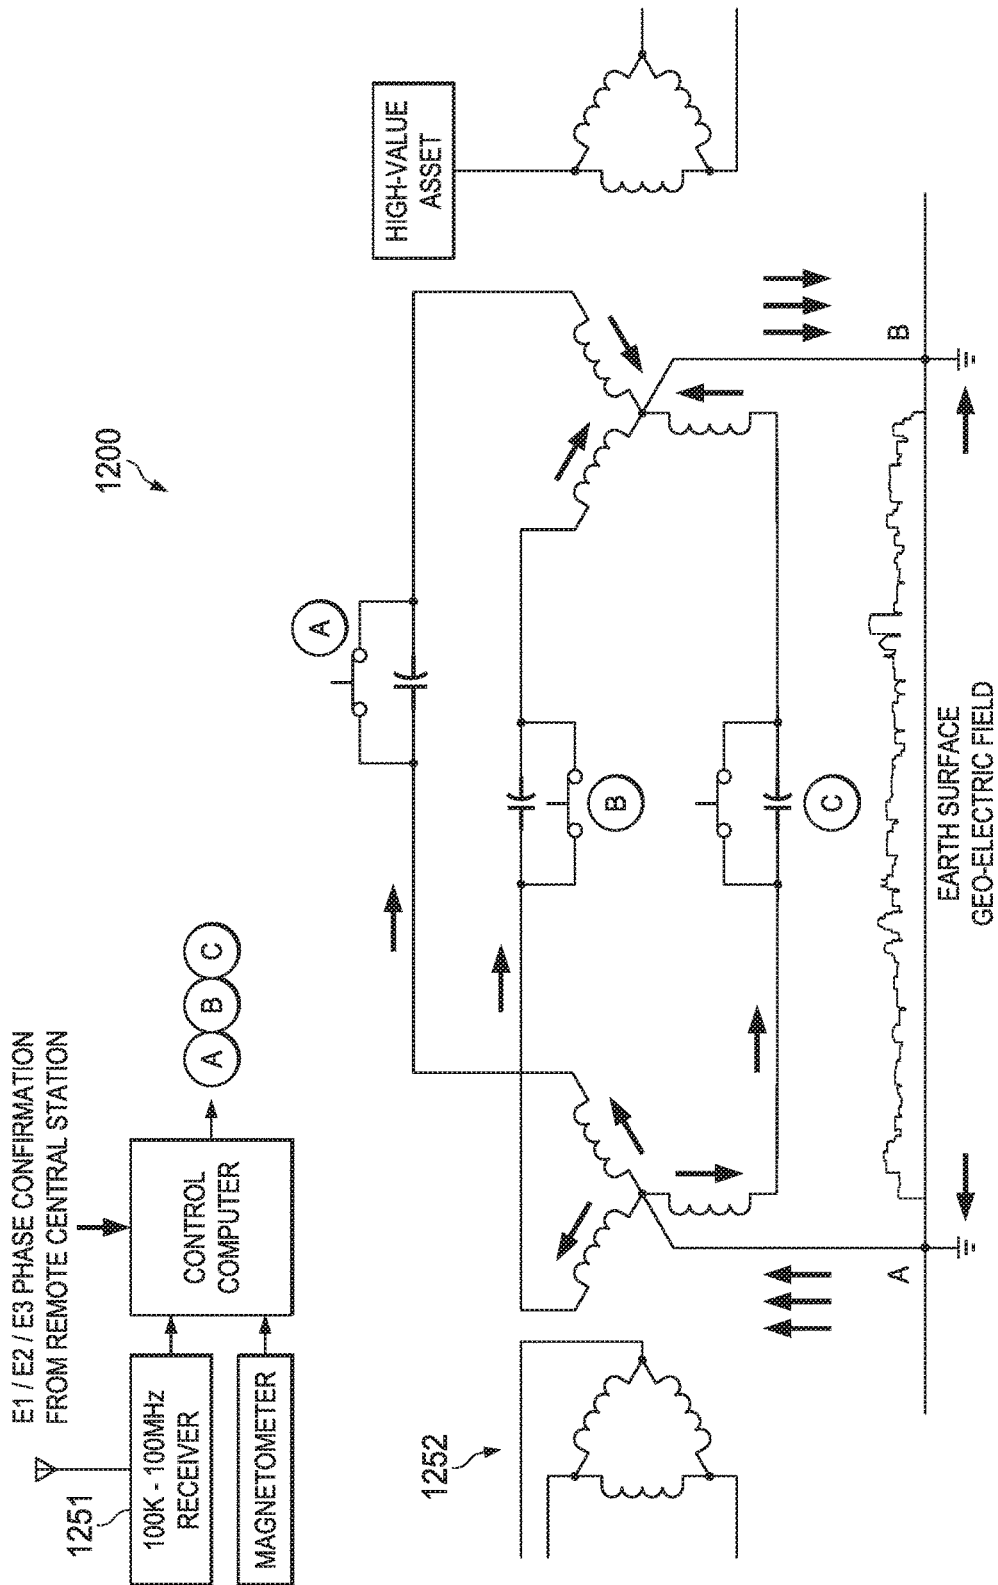 E1 / E2 / E3 PHASE CONFIRMATION
FROM REMOTE CENTRAL STATION
1251
100K - 100MHz
RECEIVER
MAGNETOMETER
CONTROL
COMPUTER
A
B
C
1200
1252
A
B
C
HIGH-VALUE
ASSET
A
B
EARTH SURFACE
GEO-ELECTRIC FIELD